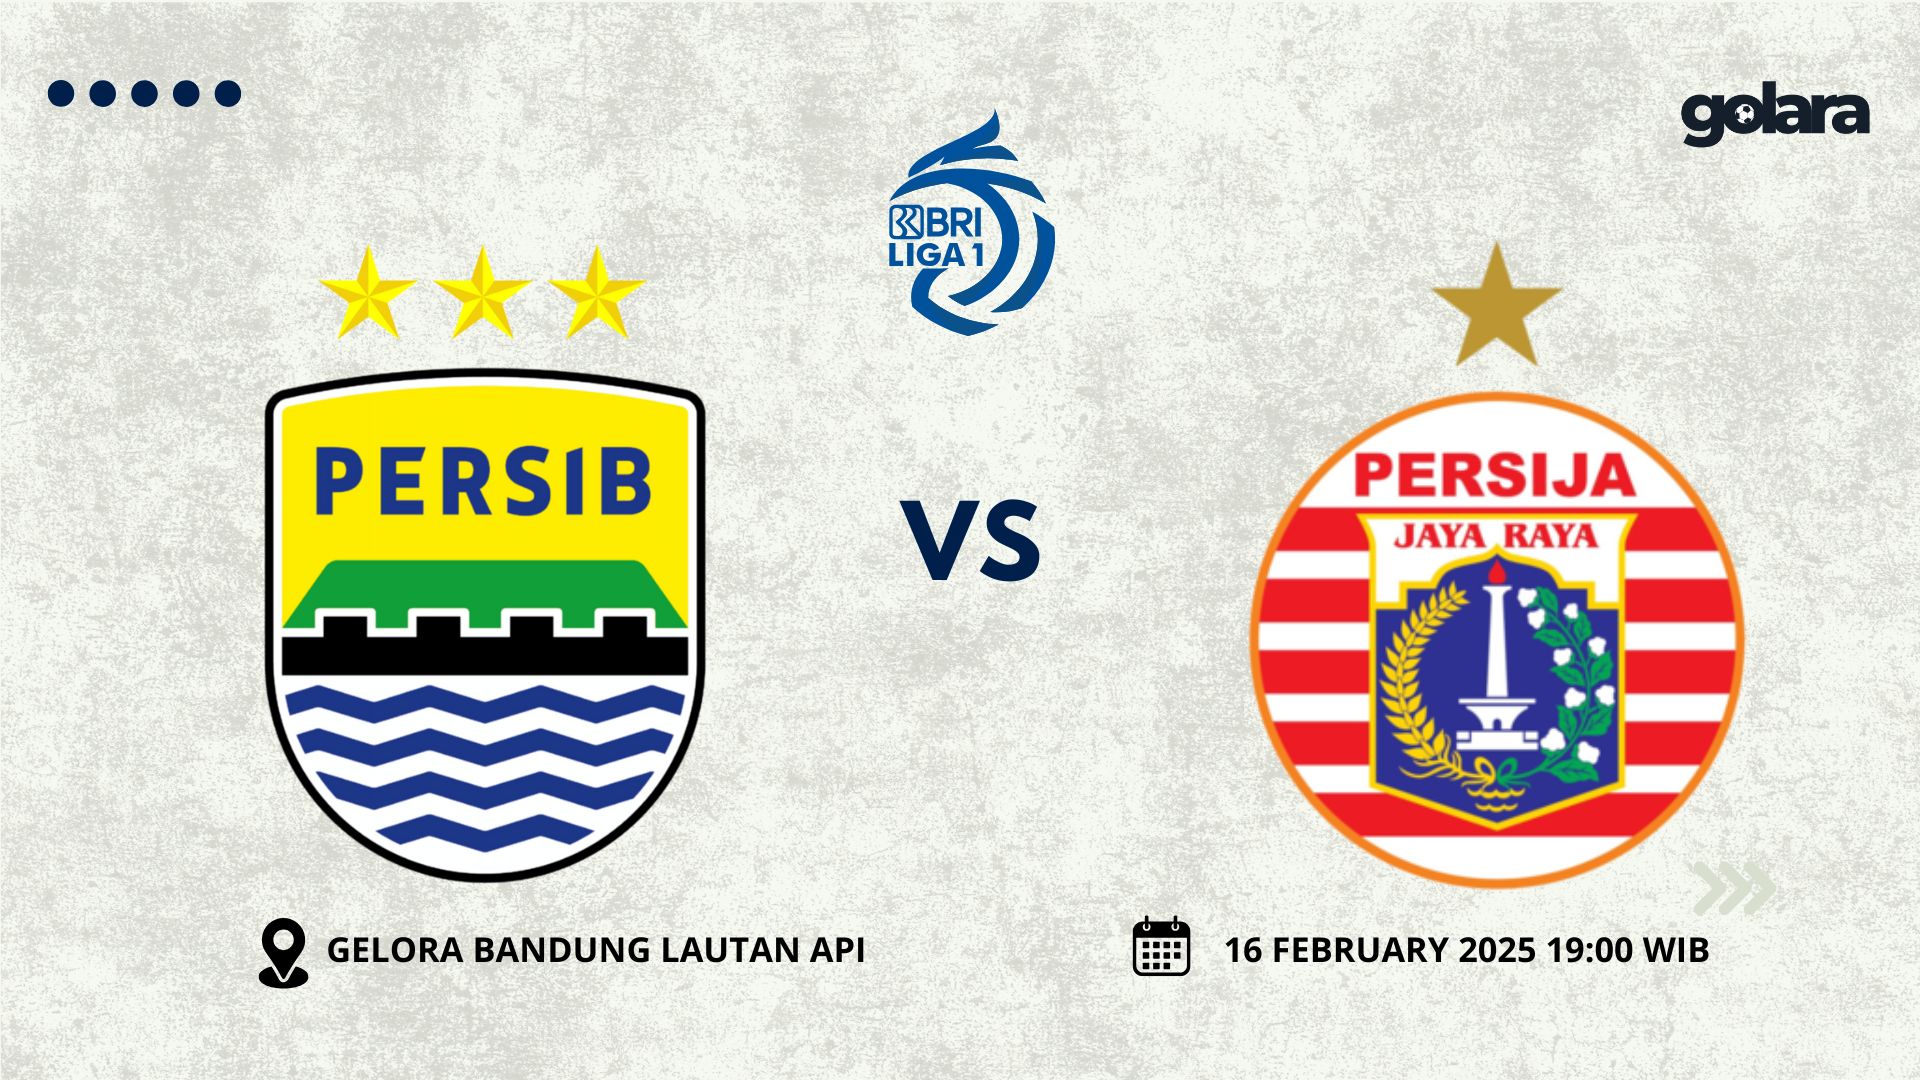 golara
BRI
LIGA 1
PERSIB
VS
PERSIJA
JAYA RAYA
GELORA BANDUNG LAUTAN API
16 FEBRUARY 2025 19:00 WIB